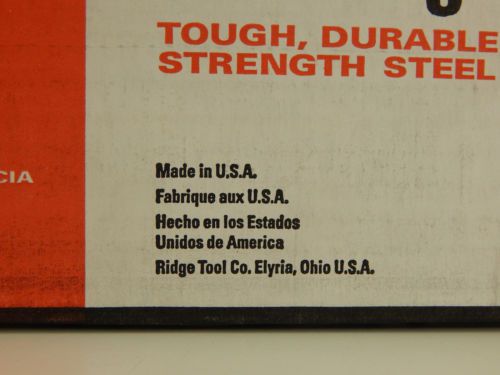 TOUGH, DURABLE
STRENGTH STEEL
CIA
Made in U.S.A.
Fabrique aux U.S.A.
Hecho en los Estados
Unidos de America
Ridge Tool Co. Elyria, Ohio U.S.A.